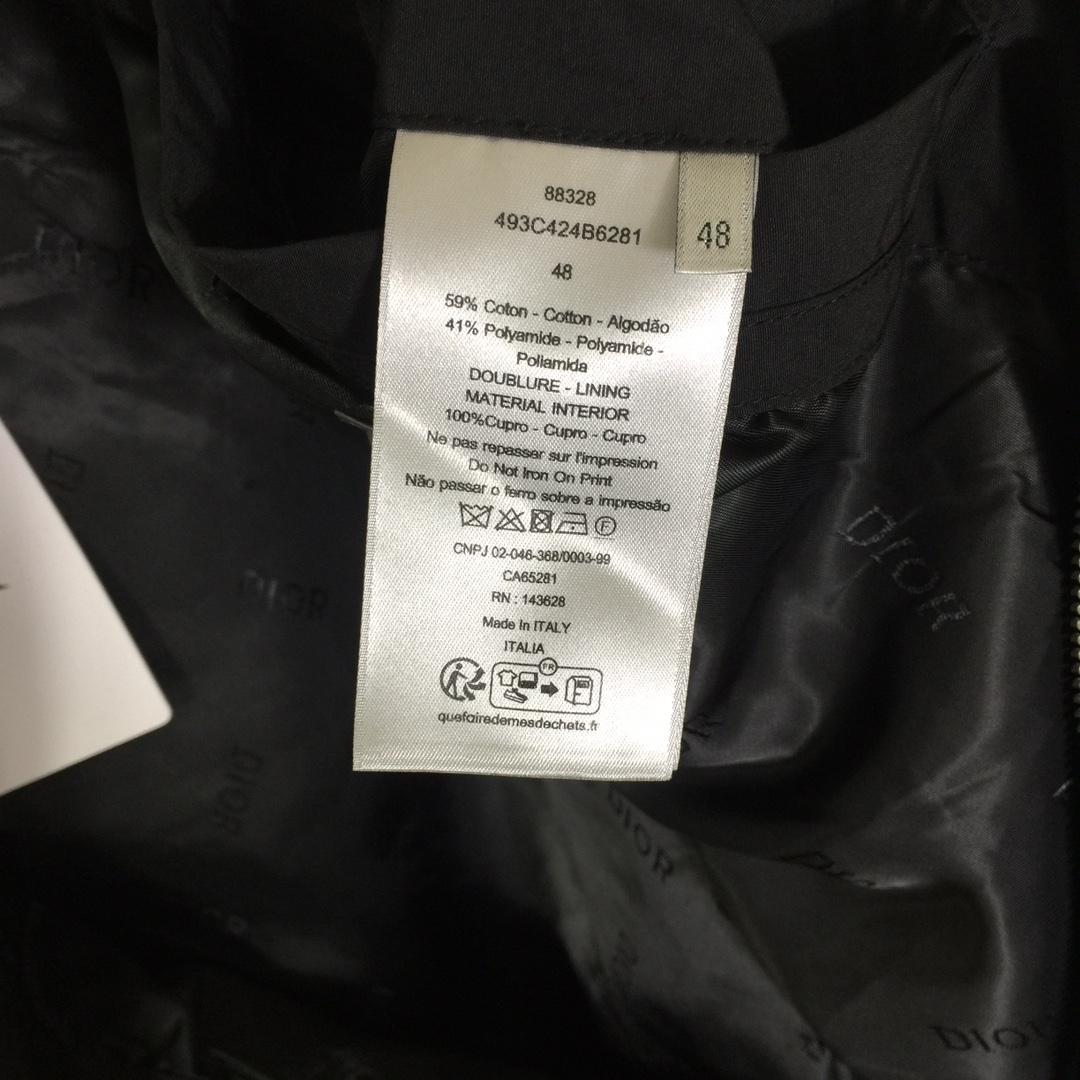 88328
493C424B6281
48
48
59% Coton - Cotton - Algodão
41% Polyamide - Polyamide -
Poliamida
DOUBLURE - LINING
MATERIAL INTERIOR
100%Cupro - Cupro - Cupro
Ne pas repasser sur l'impression
Do Not Iron On Print
Não passar o ferro sobre a impressão
F
CNPJ 02-046-368/0003-99
CA65281
RN : 143628
Made In ITALY
ITALIA
FR
quefairedemesdechets.fr
DIOR
DIOR
DIOR
DIOR
DIOR